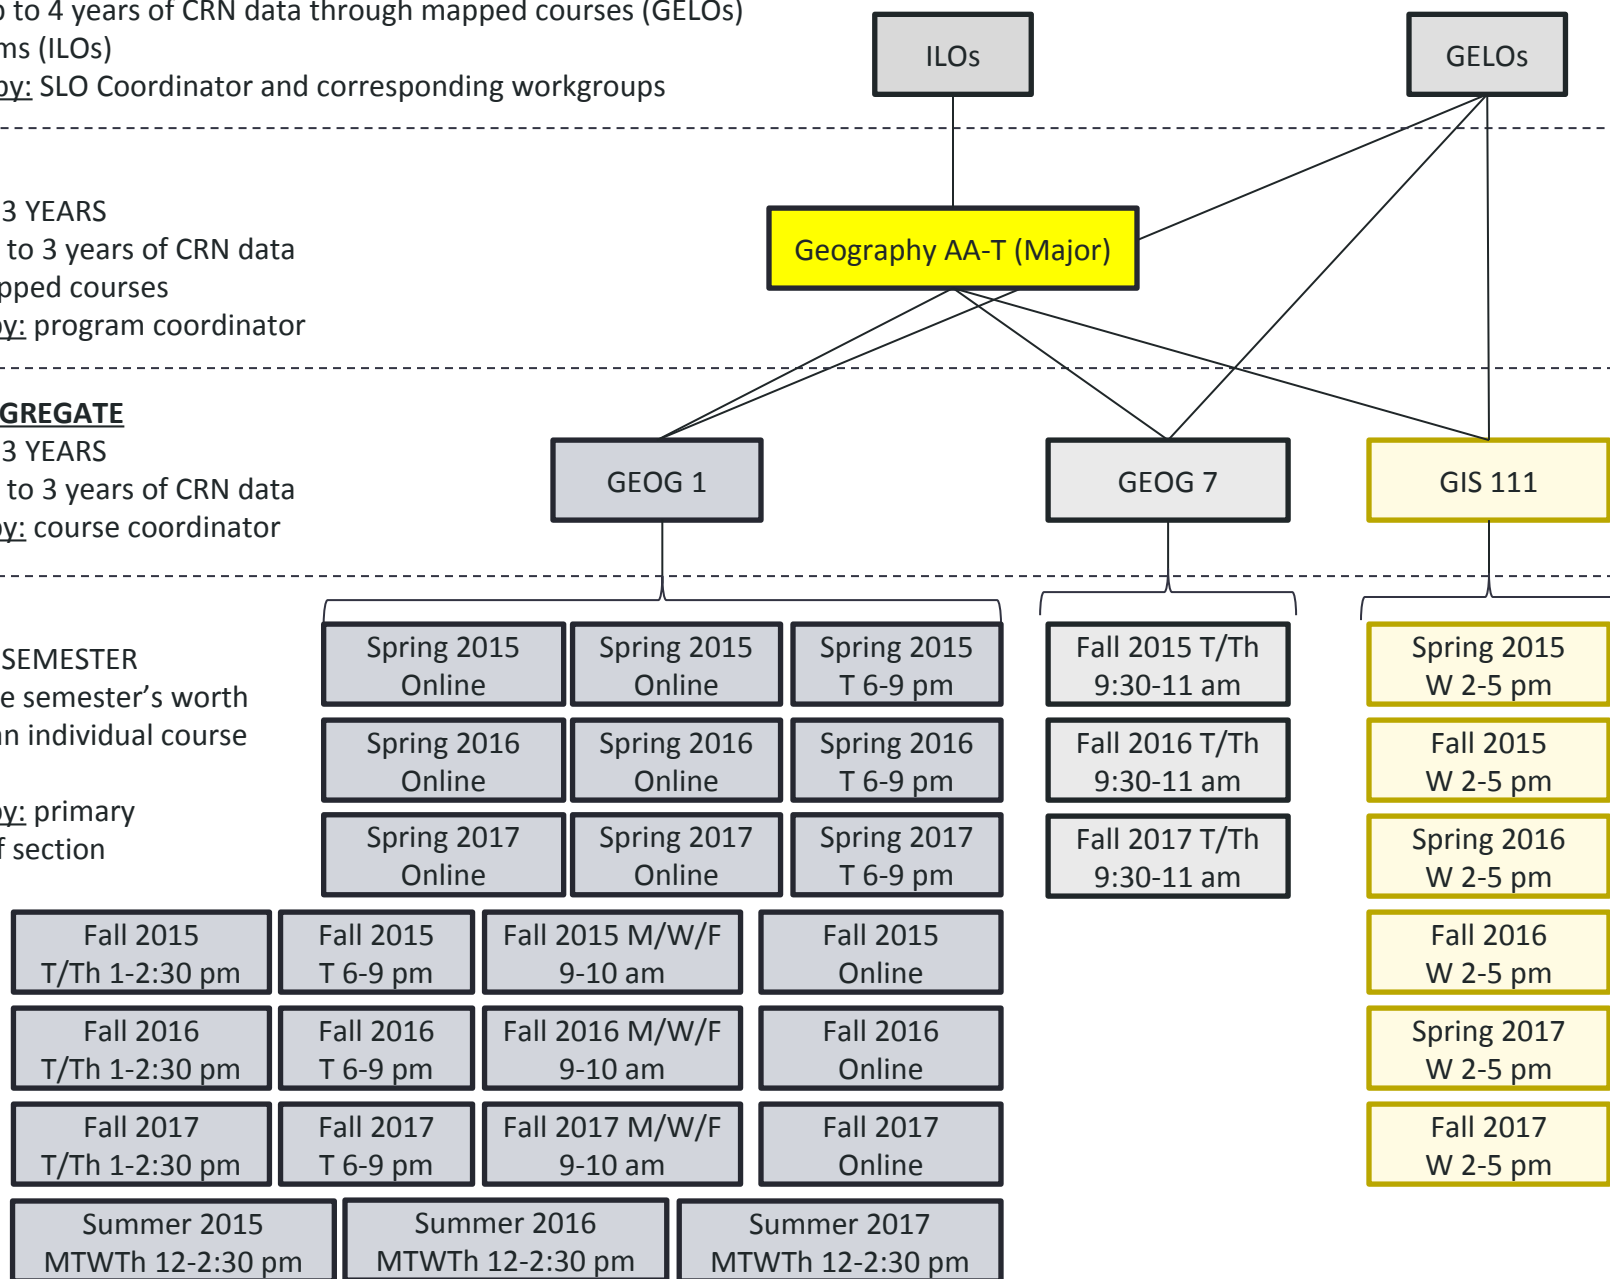 to 4 years of CRN data through mapped courses (GELOs)
(ILOs)
by: SLO Coordinator and corresponding workgroups
ILOs
GELOs
3 YEARS
to 3 years of CRN data
courses
by: program coordinator
Geography AA-T (Major)
3 YEARS
to 3 years of CRN data
by: course coordinator
GEOG 1
GEOG 7
GIS 111
SEMESTER
semester's worth
individual course
by: primary
section
Spring 2015
Online
Spring 2015
Online
Spring 2015
T 6-9 pm
Fall 2015 T/Th
9:30-11 am
Spring 2015
W 2-5 pm
Spring 2016
Online
Spring 2016
Online
Spring 2016
T 6-9 pm
Fall 2016 T/Th
9:30-11 am
Fall 2015
W 2-5 pm
Spring 2017
Online
Spring 2017
Online
Spring 2017
T 6-9 pm
Fall 2017 T/Th
9:30-11 am
Spring 2016
W 2-5 pm
Fall 2015
T/Th 1-2:30 pm
Fall 2015
T 6-9 pm
Fall 2015 M/W/F
9-10 am
Fall 2015
Online
Fall 2016
W 2-5 pm
Fall 2016
T/Th 1-2:30 pm
Fall 2016
T 6-9 pm
Fall 2016 M/W/F
9-10 am
Fall 2016
Online
Spring 2017
W 2-5 pm
Fall 2017
T/Th 1-2:30 pm
Fall 2017
T 6-9 pm
Fall 2017 M/W/F
9-10 am
Fall 2017
Online
Fall 2017
W 2-5 pm
Summer 2015
MTWTh 12-2:30 pm
Summer 2016
MTWTh 12-2:30 pm
Summer 2017
MTWTh 12-2:30 pm